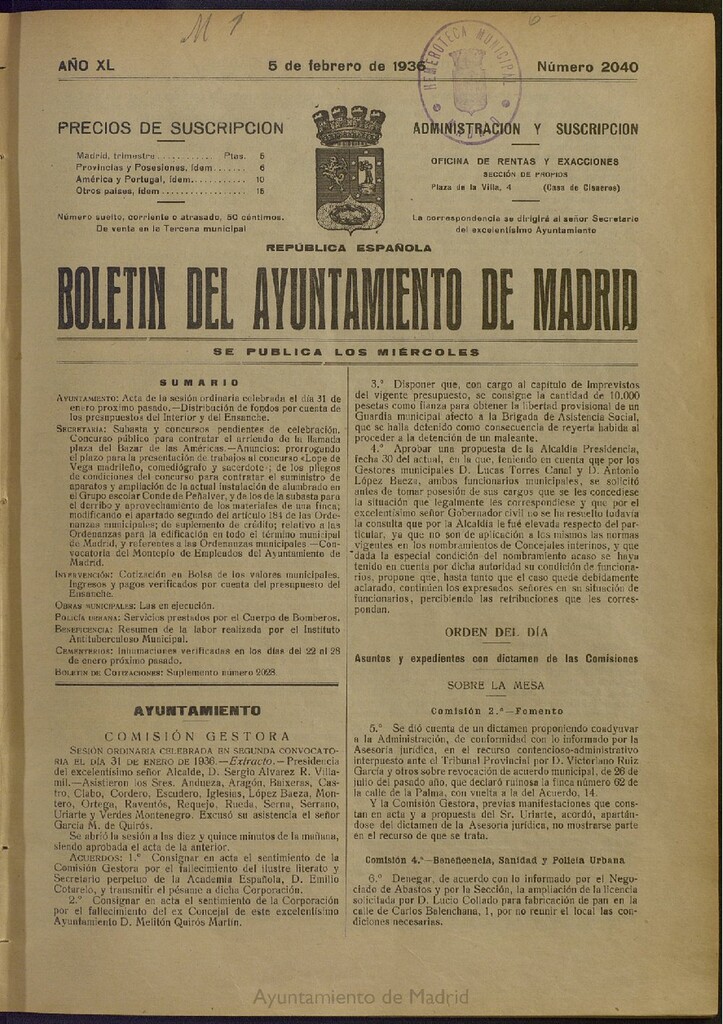 M 1
AÑO XL
5 de febrero de 1936
Número 2040
HEMEROTECA MUNICIPAL
PRECIOS DE SUSCRIPCION
Madrid, trimestre........... Ptas. 5
Provincias y Posesiones, ídem....... 6
América y Portugal, ídem........... 10
Otros países, ídem................. 15
Número suelto, corriente o atrasado, 50 céntimos.
De venta en la Tercena municipal
ADMINISTRACION Y SUSCRIPCION
OFICINA DE RENTAS Y EXACCIONES
SECCIÓN DE PROPIOS
Plaza de la Villa, 4 (Casa de Cisneros)
La correspondencia se dirigirá al señor Secretario
del excelentísimo Ayuntamiento
REPÚBLICA ESPAÑOLA
BOLETIN DEL AYUNTAMIENTO DE MADRID
SE PUBLICA LOS MIÉRCOLES
SUMARIO
AYUNTAMIENTO: Acta de la sesión ordinaria celebrada el día 31 de
enero próximo pasado.—Distribución de fondos por cuenta de
los presupuestos del Interior y del Ensanche.
SECRETARÍA: Subasta y concursos pendientes de celebración.
Concurso público para contratar el arriendo de la llamada
plaza del Bazar de las Américas.—Anuncios: prorrogando
el plazo para la presentación de trabajos al concurso «Lope de
Vega madrileño, comediógrafo y sacerdote»; de los pliegos
de condiciones del concurso para contratar el suministro de
aparatos y ampliación de la actual instalación de alumbrado en
el Grupo escolar Conde de Peñalver, y de los de la subasta para
el derribo y aprovechamiento de los materiales de una finca;
modificando el apartado segundo del artículo 184 de las Orde-
nanzas municipales; de suplemento de crédito; relativo a las
Ordenanzas para la edificación en todo el término municipal
de Madrid, y referentes a las Ordenanzas municipales.—Con-
vocatoria del Montepío de Empleados del Ayuntamiento de
Madrid.
INTERVENCIÓN: Cotización en Bolsa de los valores municipales.
Ingresos y pagos verificados por cuenta del presupuesto del
Ensanche.
OBRAS MUNICIPALES: Las en ejecución.
POLICÍA URBANA: Servicios prestados por el Cuerpo de Bomberos.
BENEFICENCIA: Resumen de la labor realizada por el Instituto
Antituberculoso Municipal.
CEMENTERIOS: Inhumaciones verificadas en los días del 22 al 28
de enero próximo pasado.
BOLETÍN DE COTIZACIONES: Suplemento número 2028.
AYUNTAMIENTO
COMISIÓN GESTORA
SESIÓN ORDINARIA CELEBRADA EN SEGUNDA CONVOCATO-
RIA EL DÍA 31 DE ENERO DE 1936.—Extracto.—Presidencia
del excelentísimo señor Alcalde, D. Sergio Alvarez R. Villa-
mil.—Asistieron los Sres. Andueza, Aragón, Baixeras, Cas-
tro, Clabo, Cordero, Escudero, Iglesias, López Baeza, Mon-
tero, Ortega, Raventós, Requejo, Rueda, Serna, Serrano,
Uriarte y Verdes Montenegro. Excusó su asistencia el señor
García M. de Quirós.
Se abrió la sesión a las diez y quince minutos de la mañana,
siendo aprobada el acta de la anterior.
ACUERDOS: 1.º Consignar en acta el sentimiento de la
Comisión Gestora por el fallecimiento del ilustre literato y
Secretario perpetuo de la Academia Española, D. Emilio
Cotarelo, y transmitir el pésame a dicha Corporación.
2.º Consignar en acta el sentimiento de la Corporación
por el fallecimiento del ex Concejal de este excelentísimo
Ayuntamiento D. Melitón Quirós Martín.
3.º Disponer que, con cargo al capítulo de Imprevistos
del vigente presupuesto, se consigne la cantidad de 10.000
pesetas como fianza para obtener la libertad provisional de un
Guardia municipal afecto a la Brigada de Asistencia Social,
que se halla detenido como consecuencia de reyerta habida al
proceder a la detención de un maleante.
4.º Aprobar una propuesta de la Alcaldía Presidencia,
fecha 30 del actual, en la que, teniendo en cuenta que por los
Gestores municipales D. Lucas Torres Canal y D. Antonio
López Baeza, ambos funcionarios municipales, se solicitó
antes de tomar posesión de sus cargos que se les concediese
la situación que legalmente les correspondiese y que por el
excelentísimo señor Gobernador civil no se ha resuelto todavía
la consulta que por la Alcaldía le fué elevada respecto del par-
ticular, ya que no son de aplicación a los mismos las normas
vigentes en los nombramientos de Concejales interinos, y que
dada la especial condición del nombramiento acaso se haya
tenido en cuenta por dicha autoridad su condición de funciona-
rios, propone que, hasta tanto que el caso quede debidamente
aclarado, continúen los expresados señores en su situación de
funcionarios, percibiendo las retribuciones que les corres-
pondan.
ORDEN DEL DÍA
Asuntos y expedientes con dictamen de las Comisiones
SOBRE LA MESA
Comisión 2.ª—Fomento
5.º Se dió cuenta de un dictamen proponiendo coadyuvar
a la Administración, de conformidad con lo informado por la
Asesoría jurídica, en el recurso contencioso-administrativo
interpuesto ante el Tribunal Provincial por D. Victoriano Ruiz
García y otros sobre revocación de acuerdo municipal, de 26 de
julio del pasado año, que declaró ruinosa la finca número 62 de
la calle de la Palma, con vuelta a la del Acuerdo, 14.
Y la Comisión Gestora, previas manifestaciones que cons-
tan en acta y a propuesta del Sr. Uriarte, acordó, apartán-
dose del dictamen de la Asesoría jurídica, no mostrarse parte
en el recurso de que se trata.
Comisión 4.ª—Beneficencia, Sanidad y Policía Urbana
6.º Denegar, de acuerdo con lo informado por el Nego-
ciado de Abastos y por la Sección, la ampliación de la licencia
solicitada por D. Lucio Collado para fabricación de pan en la
calle de Carlos Balenchana, 1, por no reunir el local las con-
diciones necesarias.
Ayuntamiento de Madrid